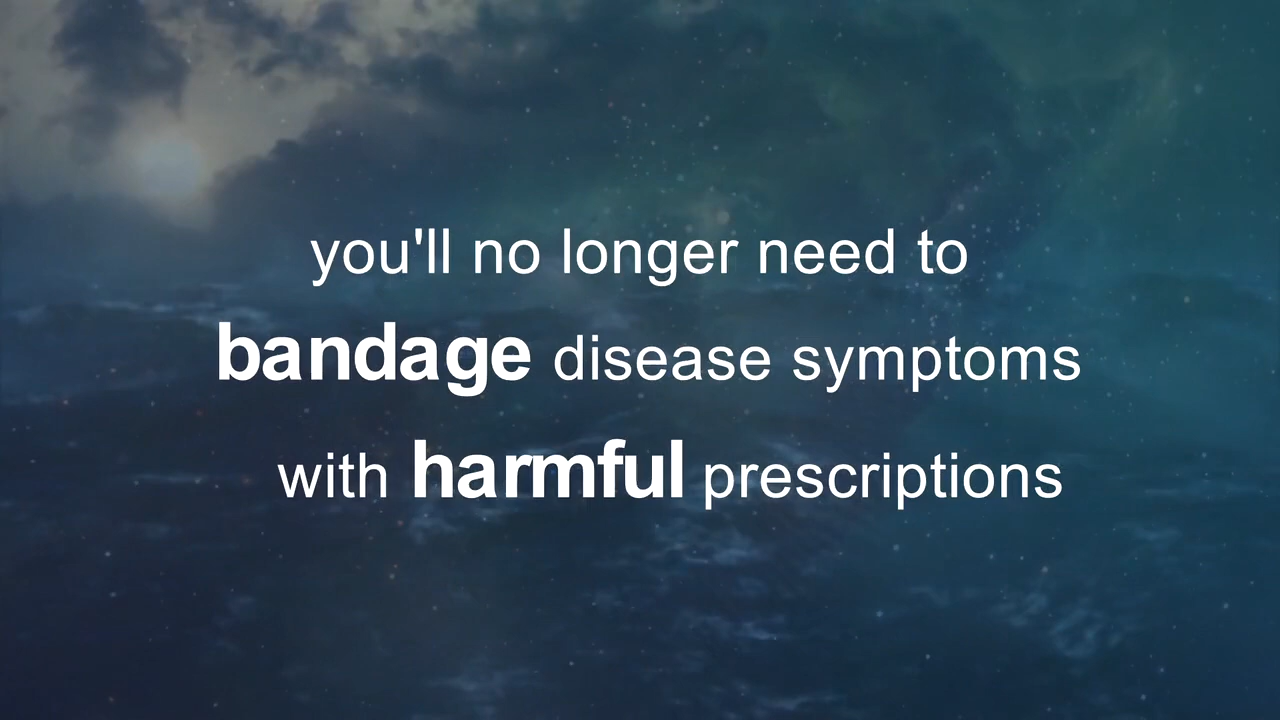 you'll no longer need to
bandage disease symptoms
with harmful prescriptions